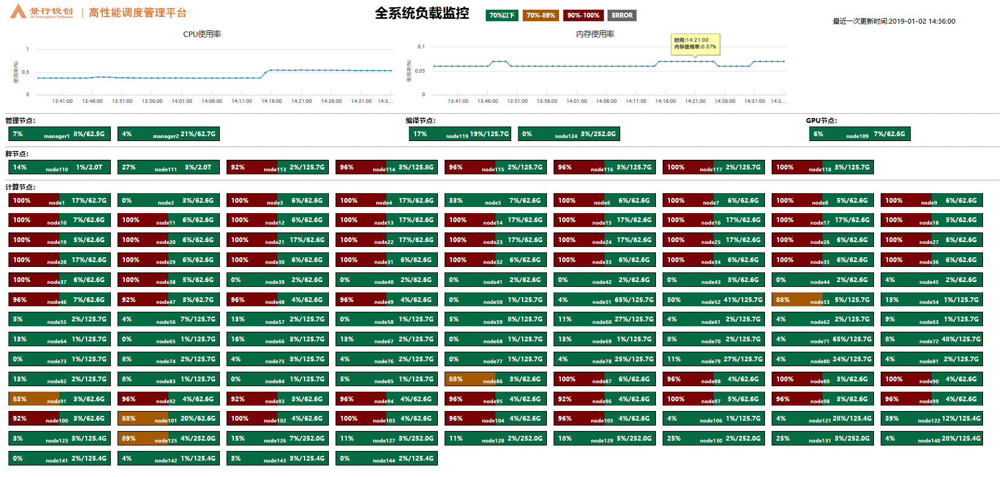 景行锐创 高性能调度管理平台
JH Innovation Software
全系统负载监控
70%以下 70%-89% 90%-100% ERROR
最近一次更新时间:2019-01-02 14:36:00
CPU使用率
使用率(%)
1
0.5
0
13:41:00 13:46:00 13:51:00 13:56:00 14:01:00 14:06:00 14:11:00 14:16:00 14:21:00 14:26:00 14:31:00 14:3...
内存使用率
时间:14:21:00
内存使用率:0.07%
使用率(%)
0.1
0.05
0
13:41:00 13:46:00 13:51:00 13:56:00 14:01:00 14:06:00 14:11:00 14:16:00 14:21:00 14:26:00 14:31:00 14:3...
管理节点: 编译节点: GPU节点:
7% manager1 8%/62.5G 4% manager2 21%/62.7G 17% node119 19%/125.7G 0% node124 3%/252.0G 6% node109 7%/62.6G
胖节点:
14% node110 1%/2.0T 27% node111 3%/2.0T 92% node113 2%/125.7G 96% node114 3%/125.8G 96% node115 2%/125.7G 96% node116 3%/125.7G 100% node117 2%/125.7G 100% node118 3%/125.7G
计算节点:
100% node1 17%/62.7G 0% node2 3%/62.6G 100% node3 6%/62.6G 100% node4 17%/62.6G 33% node5 7%/62.6G 100% node6 6%/62.6G 100% node7 6%/62.6G 100% node8 5%/62.6G 100% node9 6%/62.6G
100% node10 7%/62.6G 100% node11 6%/62.6G 100% node12 6%/62.6G 100% node13 17%/62.6G 100% node14 17%/62.6G 100% node15 17%/62.6G 100% node16 17%/62.6G 100% node17 17%/62.6G 100% node18 5%/62.6G
100% node19 5%/62.6G 100% node20 6%/62.6G 100% node21 17%/62.6G 100% node22 17%/62.6G 100% node23 17%/62.6G 100% node24 17%/62.6G 100% node25 17%/62.6G 100% node26 6%/62.6G 100% node27 6%/62.6G
100% node28 17%/62.6G 100% node29 6%/62.6G 100% node30 6%/62.6G 100% node31 6%/62.6G 100% node32 6%/62.6G 100% node33 6%/62.6G 100% node34 6%/62.6G 100% node35 6%/62.6G 100% node36 6%/62.6G
100% node37 6%/62.6G 100% node38 5%/62.6G 0% node39 2%/62.6G 0% node40 2%/62.6G 0% node41 2%/62.6G 0% node42 2%/62.6G 0% node43 3%/62.6G 0% node44 2%/62.6G 4% node45 2%/62.6G
96% node46 7%/62.6G 92% node47 3%/62.7G 96% node48 4%/62.6G 96% node49 4%/62.6G 0% node50 1%/125.7G 4% node51 65%/125.7G 50% node52 41%/125.7G 88% node53 5%/125.7G 13% node54 1%/125.7G
5% node55 2%/125.7G 4% node56 7%/125.7G 13% node57 2%/125.7G 0% node58 1%/125.7G 5% node59 8%/125.7G 11% node60 27%/125.7G 4% node61 2%/125.7G 4% node62 2%/125.7G 9% node63 1%/125.7G
13% node64 1%/125.7G 0% node65 1%/125.7G 16% node66 3%/125.7G 13% node67 2%/125.7G 0% node68 1%/125.7G 13% node69 1%/125.7G 8% node70 2%/125.7G 4% node71 65%/125.7G 8% node72 48%/125.7G
0% node73 1%/125.7G 8% node74 2%/125.7G 4% node75 3%/125.7G 4% node76 2%/125.7G 0% node77 1%/125.7G 4% node78 25%/125.7G 11% node79 27%/125.7G 4% node80 24%/125.7G 4% node81 2%/125.7G
13% node82 2%/125.7G 8% node83 1%/125.7G 0% node84 1%/125.7G 5% node85 1%/125.7G 88% node86 3%/62.6G 100% node87 6%/62.6G 96% node88 4%/62.6G 100% node89 3%/62.6G 100% node90 4%/62.6G
83% node91 3%/62.6G 96% node92 4%/62.6G 92% node93 3%/62.6G 96% node94 4%/62.6G 96% node95 4%/62.6G 92% node96 4%/62.6G 100% node97 5%/62.6G 96% node98 3%/62.6G 96% node99 4%/62.6G
92% node100 3%/62.6G 88% node101 20%/62.6G 100% node102 4%/62.6G 100% node103 4%/62.6G 96% node104 4%/62.6G 96% node105 4%/62.6G 4% node106 1%/125.7G 4% node121 28%/125.4G 39% node122 12%/125.4G
3% node123 3%/125.4G 89% node125 4%/252.0G 15% node126 7%/252.0G 11% node127 3%/252.0G 11% node128 2%/252.0G 18% node129 5%/252.0G 25% node130 2%/252.0G 25% node131 3%/252.0G 4% node140 28%/125.4G
0% node141 2%/125.4G 4% node142 1%/125.4G 3% node143 3%/125.4G 0% node144 2%/125.4G